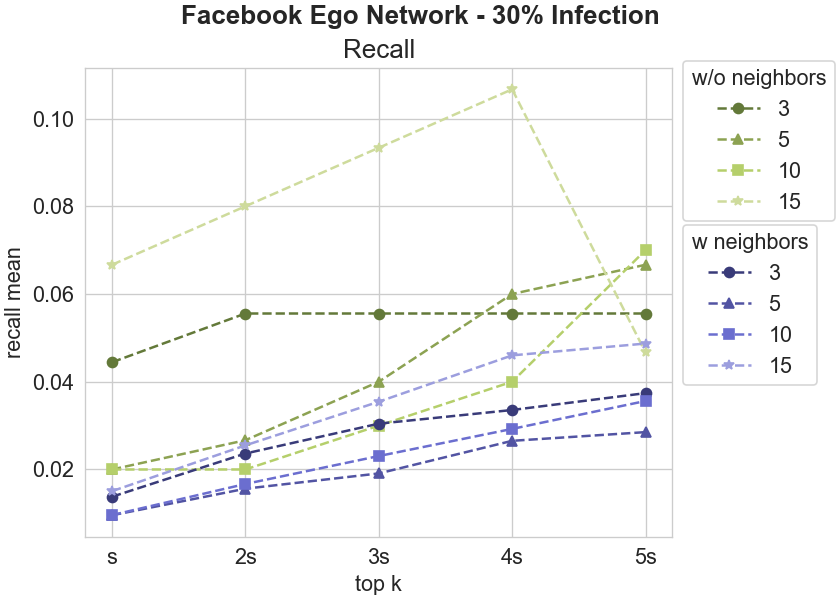 Facebook Ego Network - 30% Infection
Recall
recall mean
0.10
0.08
0.06
0.04
0.02
s
2s
3s
4s
5s
top k
w/o neighbors
3
5
10
15
w neighbors
3
5
10
15